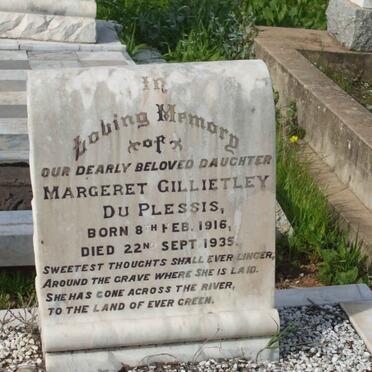 In
Loving Memory
of
OUR DEARLY BELOVED DAUGHTER
MARGERET GILLIETLEY
DU PLESSIS,
BORN 8TH FEB. 1916,
DIED 22ND SEPT. 1935.
SWEETEST THOUGHTS SHALL EVER LINGER,
AROUND THE GRAVE WHERE SHE IS LAID.
SHE HAS GONE ACROSS THE RIVER,
TO THE LAND OF EVER GREEN.